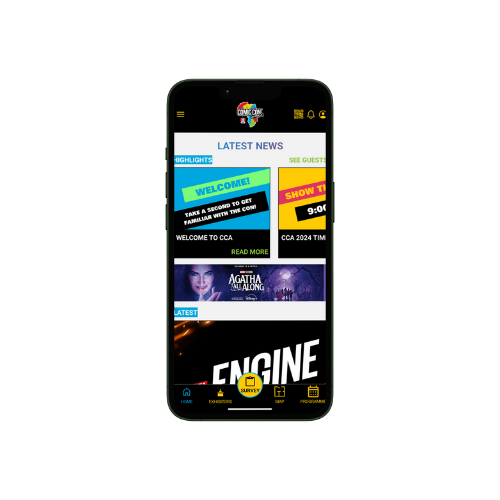 COMIC CON
LATEST NEWS
HIGHLIGHTS
SEE GUESTS
WELCOME!
TAKE A SECOND TO GET
FAMILIAR WITH THE CON!
WELCOME TO CCA
READ MORE
SHOW TI
9:00
CCA 2024 TIM
AGATHA
ALL ALONG
LATEST
ENGINE
HOME
EXHIBITORS
SURVEY
MAP
PROGRAMME